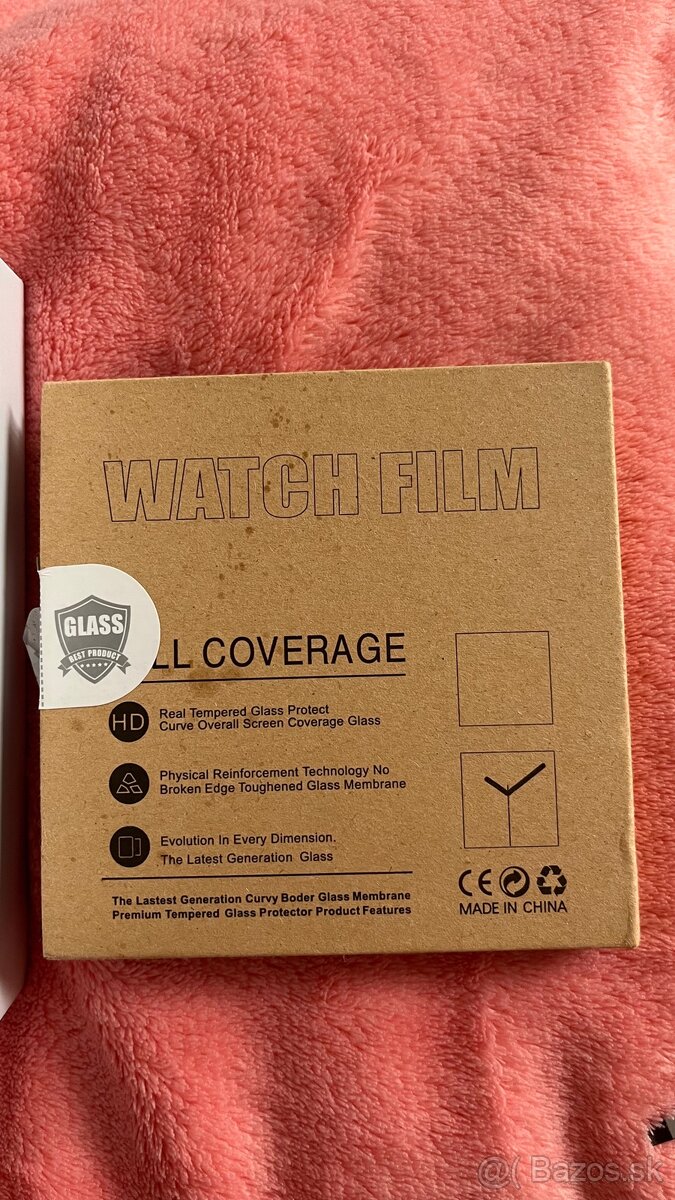 WATCH FILM
GLASS
BEST PRODUCT
LL COVERAGE
HD
Real Tempered Glass Protect
Curve Overall Screen Coverage Glass
Physical Reinforcement Technology No
Broken Edge Toughened Glass Membrane
Evolution In Every Dimension.
The Latest Generation Glass
The Lastest Generation Curvy Boder Glass Membrane
Premium Tempered Glass Protector Product Features
CE
MADE IN CHINA
@( Bazos.sk